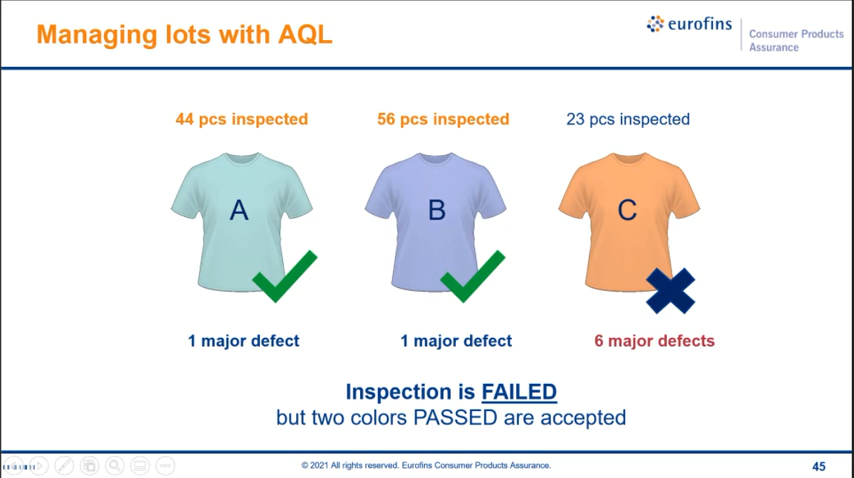 Managing lots with AQL
eurofins
Consumer Products
Assurance
44 pcs inspected
56 pcs inspected
23 pcs inspected
A
B
C
1 major defect
1 major defect
6 major defects
Inspection is FAILED
but two colors PASSED are accepted
© 2021 All rights reserved. Eurofins Consumer Products Assurance.
45